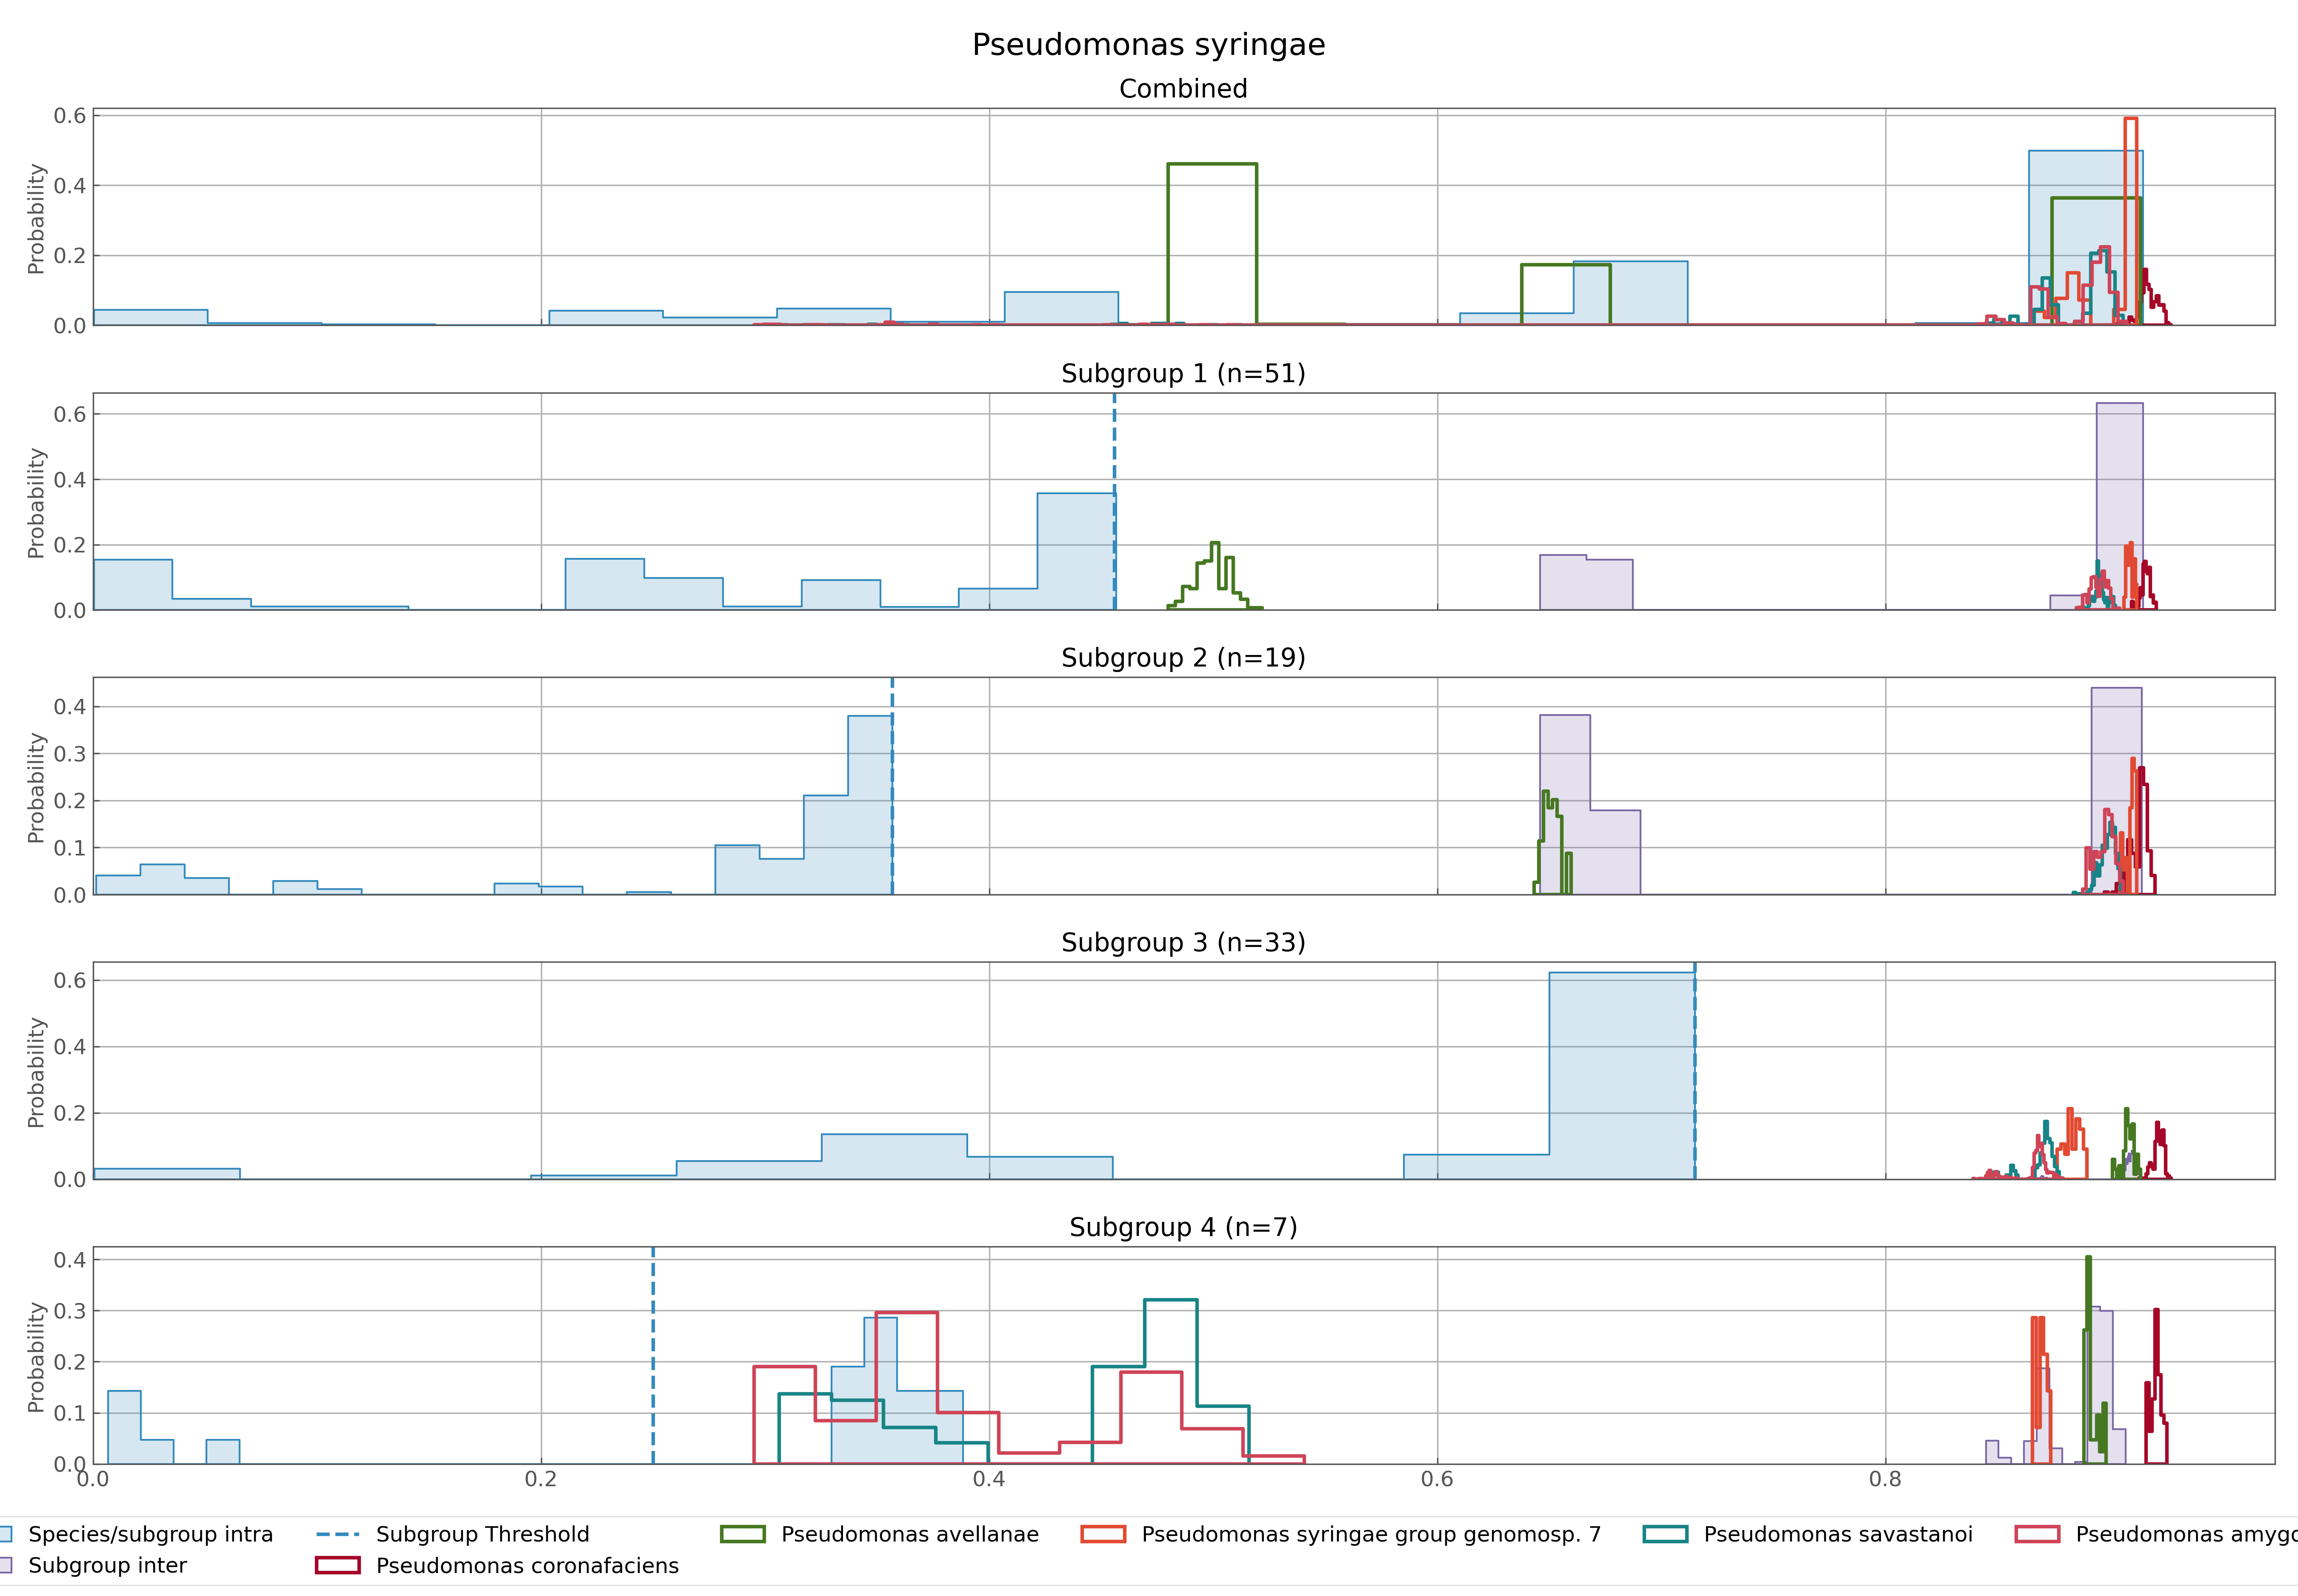 Pseudomonas syringae
Combined
Probability
0.6
0.4
0.2
0.0
Subgroup 1 (n=51)
Probability
0.6
0.4
0.2
0.0
Subgroup 2 (n=19)
Probability
0.4
0.3
0.2
0.1
0.0
Subgroup 3 (n=33)
Probability
0.6
0.4
0.2
0.0
Subgroup 4 (n=7)
Probability
0.4
0.3
0.2
0.1
0.0
0.0 0.2 0.4 0.6 0.8
Species/subgroup intra Subgroup Threshold Pseudomonas avellanae Pseudomonas syringae group genomosp. 7 Pseudomonas savastanoi Pseudomonas
Subgroup inter Pseudomonas coronafaciens